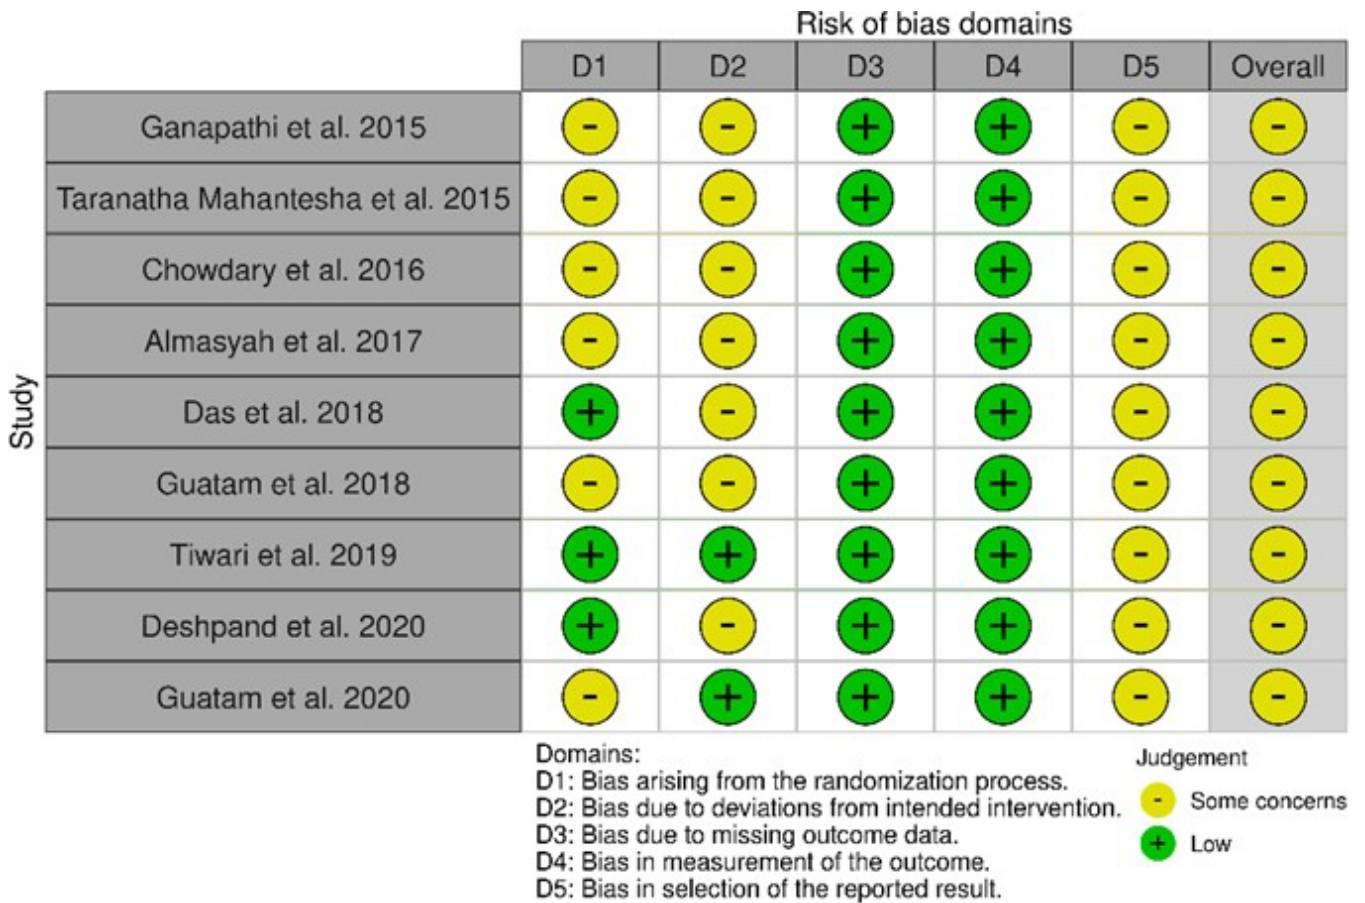 Risk of bias domains
D1 D2 D3 D4 D5 Overall
Study
Ganapathi et al. 2015 - - + + - -
Taranatha Mahantesha et al. 2015 - - + + - -
Chowdary et al. 2016 - - + + - -
Almasyah et al. 2017 - - + + - -
Das et al. 2018 + - + + - -
Guatam et al. 2018 - - + + - -
Tiwari et al. 2019 + + + + - -
Deshpand et al. 2020 + - + + - -
Guatam et al. 2020 - + + + - -
Domains:
D1: Bias arising from the randomization process.
D2: Bias due to deviations from intended intervention.
D3: Bias due to missing outcome data.
D4: Bias in measurement of the outcome.
D5: Bias in selection of the reported result.
Judgement
- Some concerns
+ Low